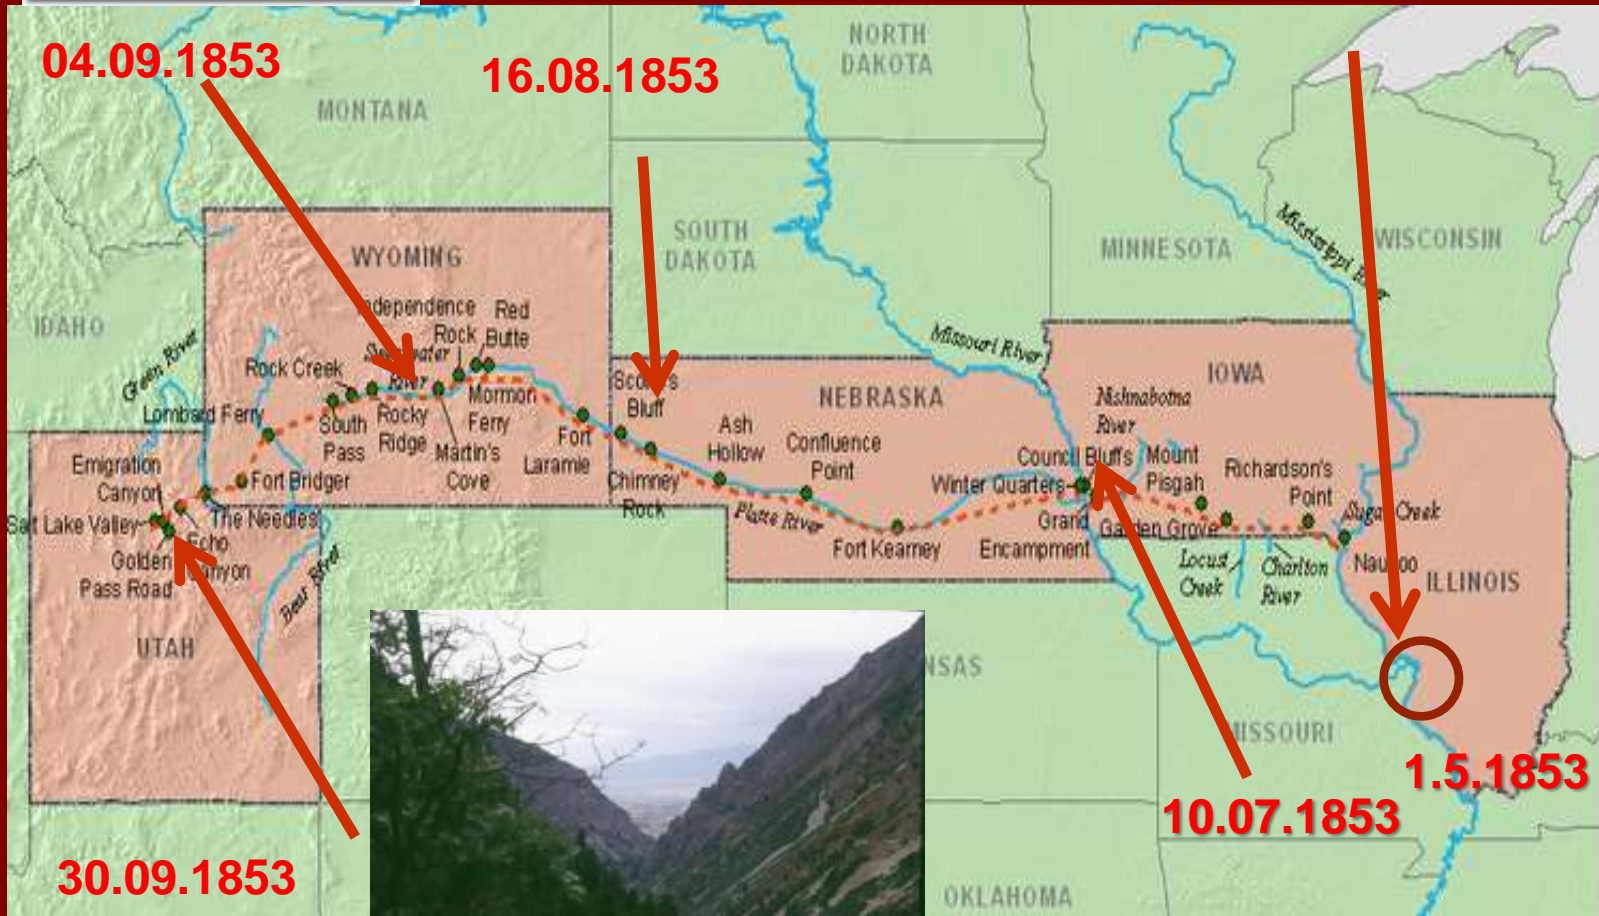 04.09.1853
16.08.1853
NORTH
DAKOTA
MONTANA
SOUTH
DAKOTA
MINNESOTA
Mississippi
WISCONSIN
WYOMING
IDAHO
Independence
Rock
Red
Butte
Green River
Rock Creek
River
Lombard Ferry
South
Pass
Rocky
Ridge
Martin's
Cove
Mormon
Ferry
Fort
Laramie
Bluff
Chimney
Rock
Ash
Hollow
NEBRASKA
Confluence
Point
Platte River
Fort Kearney
Missouri River
IOWA
Nishnabotna
River
Council Bluffs
Winter Quarters
Grand
Encampment
Mount
Pisgah
Garden Grove
Richardson's
Point
Sugar Creek
Locust
Creek
Charlton
River
ILLINOIS
Emigration
Canyon
Fort Bridger
Salt Lake Valley
The Needles
Echo
Golden
Pass Road
Bear River
UTAH
NSAS
MISSOURI
1.5.1853
10.07.1853
30.09.1853
OKLAHOMA